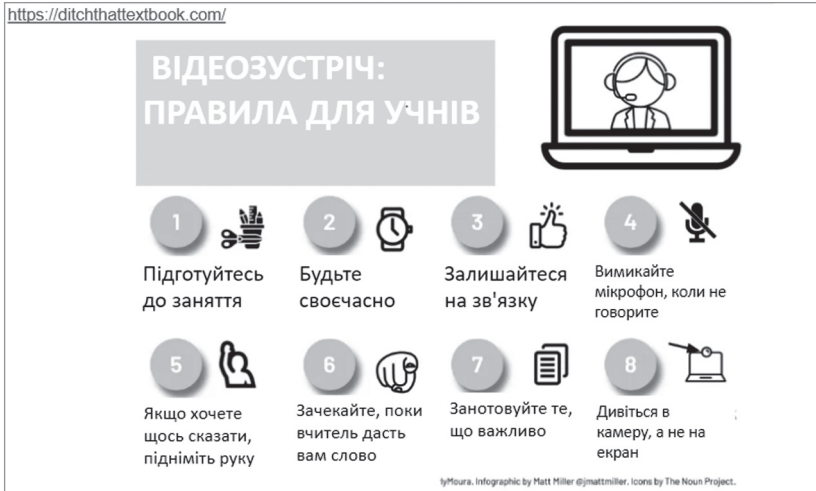 https://ditchthattextbook.com/
ВІДЕОЗУСТРІЧ:
ПРАВИЛА ДЛЯ УЧНІВ
1
Підготуйтесь
до заняття
2
Будьте
своєчасно
3
Залишайтеся
на зв'язку
4
Вимикайте
мікрофон, коли не
говорите
5
Якщо хочете
щось сказати,
підніміть руку
6
Зачекайте, поки
вчитель дасть
вам слово
7
Занотовуйте те,
що важливо
8
Дивіться в
камеру, а не на
екран
lyMoura. Infographic by Matt Miller @jmattmiller. Icons by The Noun Project.